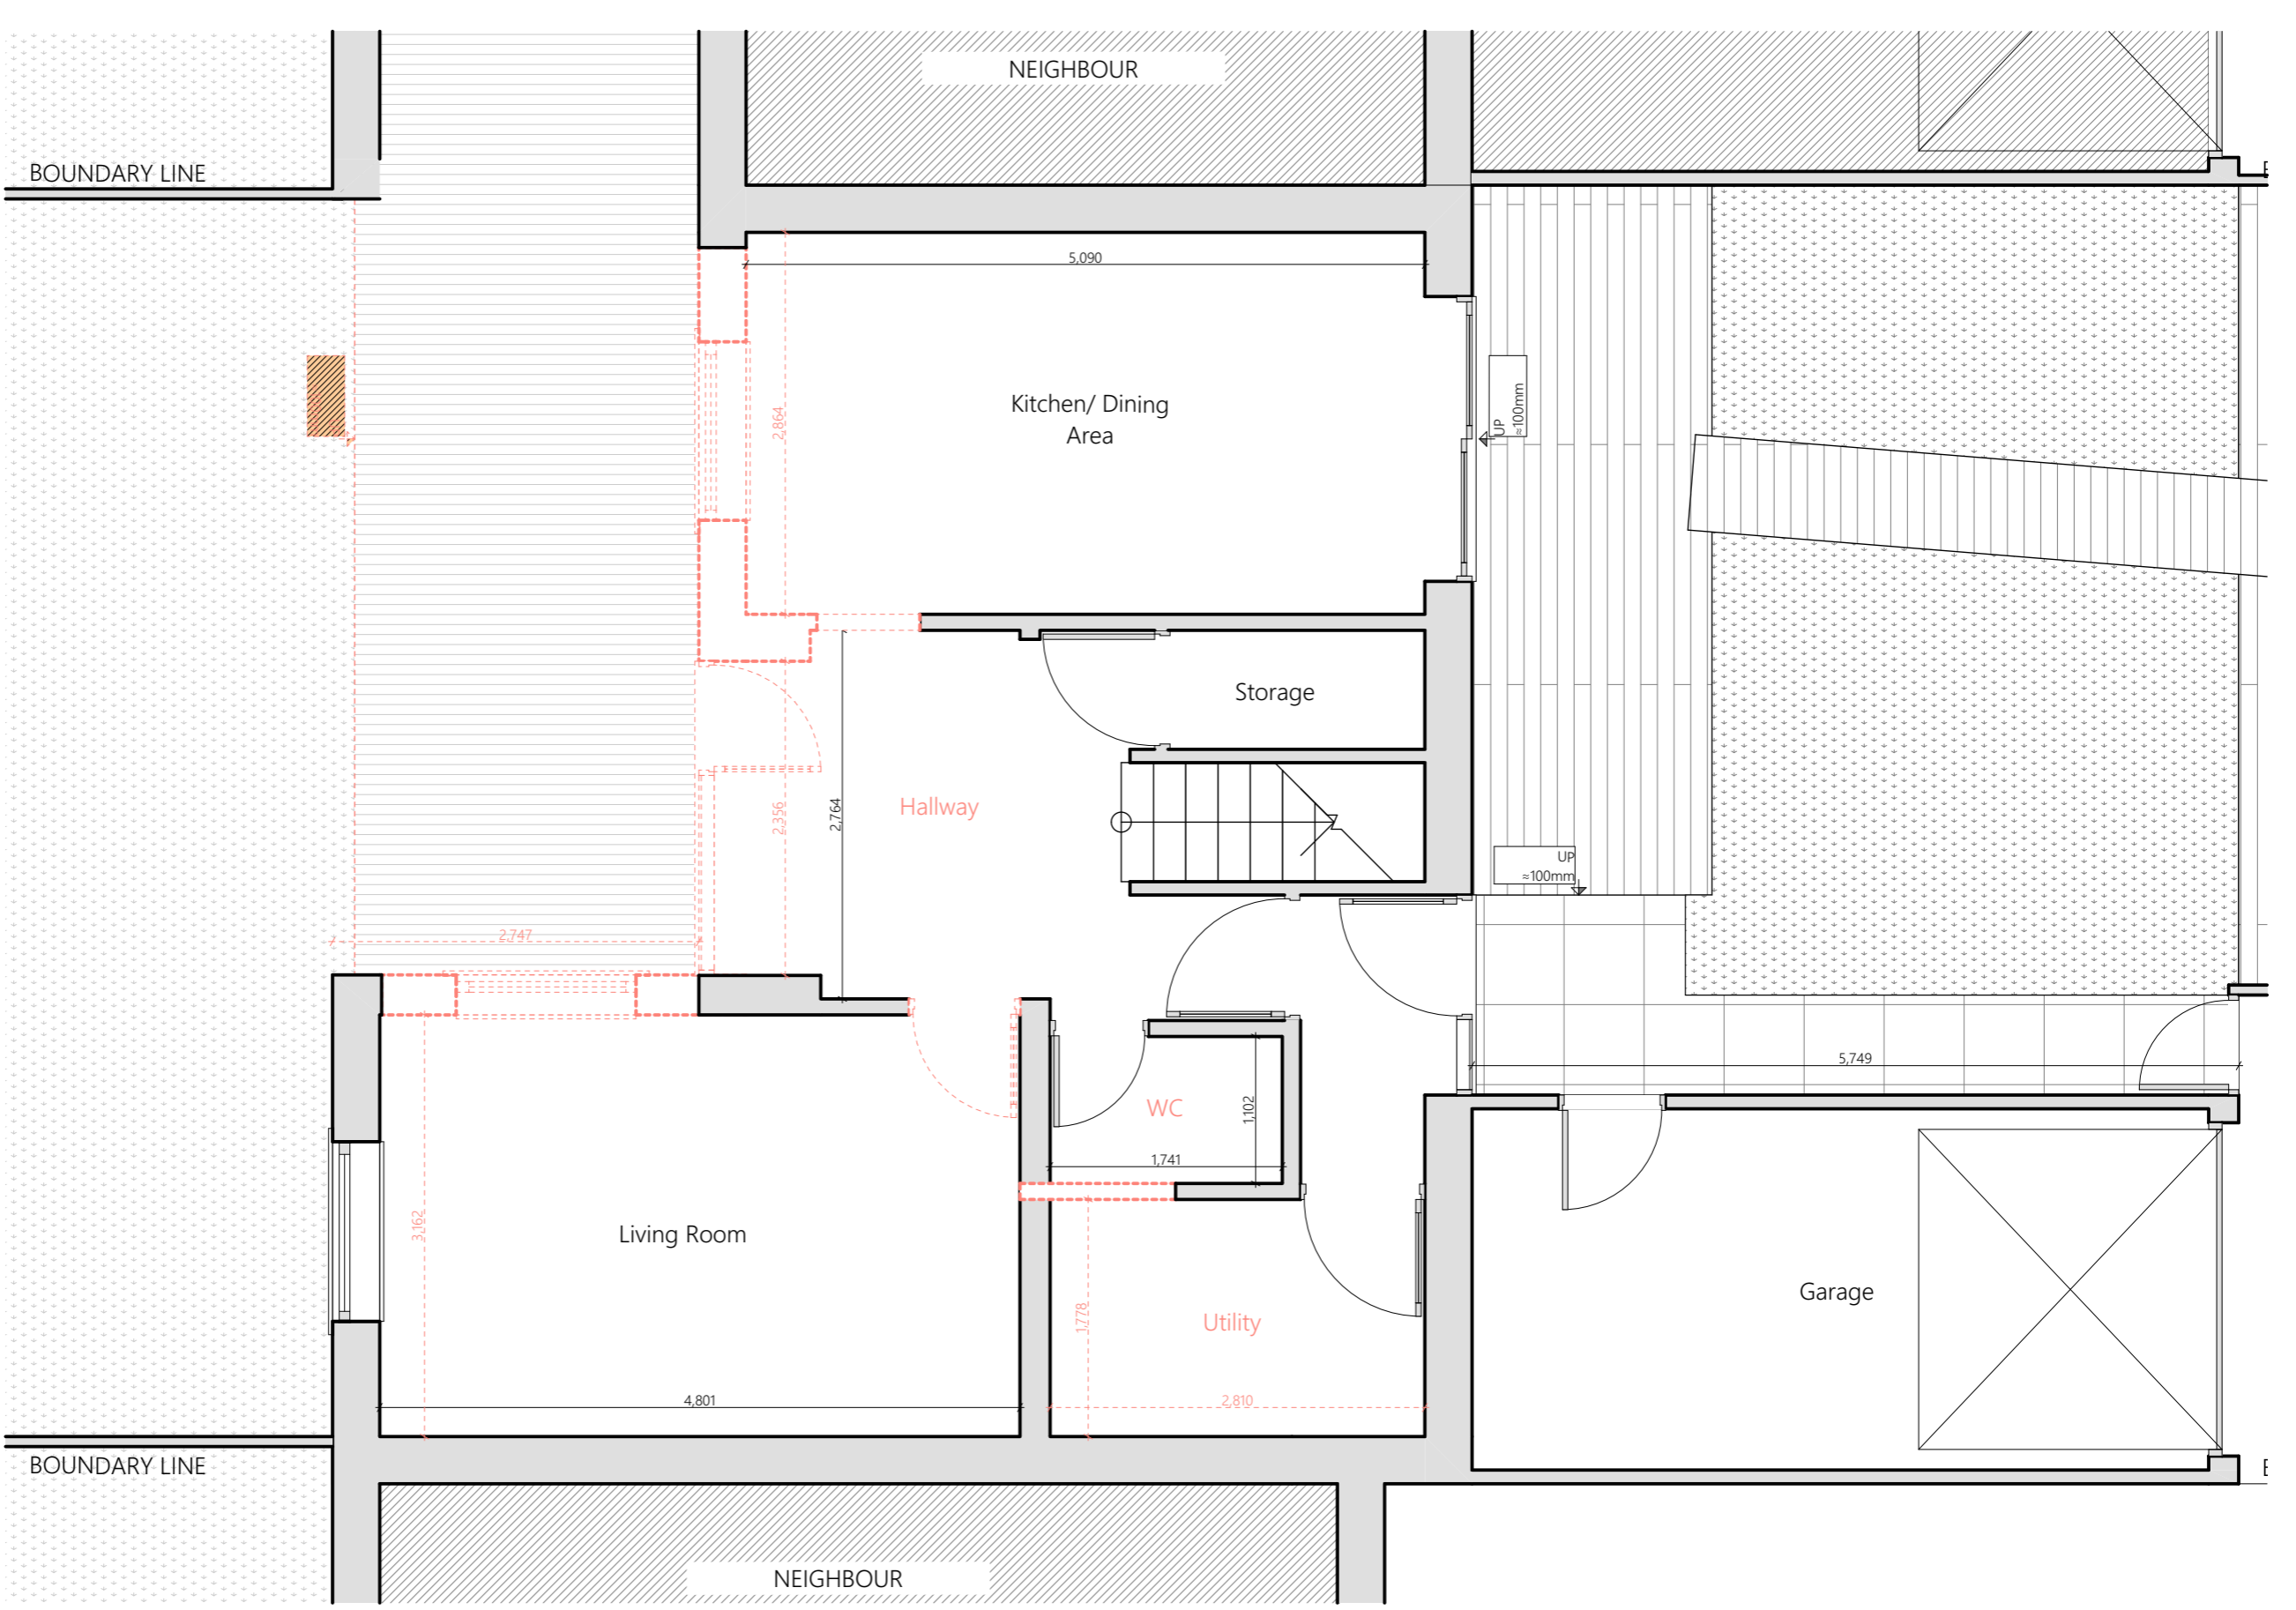 NEIGHBOUR
BOUNDARY LINE
5,090
Kitchen/ Dining
Area
2,864
UP
≈100mm
Storage
Hallway
2,356
2,764
UP
≈100mm
2,747
5,749
WC
1,102
1,741
Living Room
3,162
Utility
1,778
Garage
4,801
2,810
BOUNDARY LINE
NEIGHBOUR